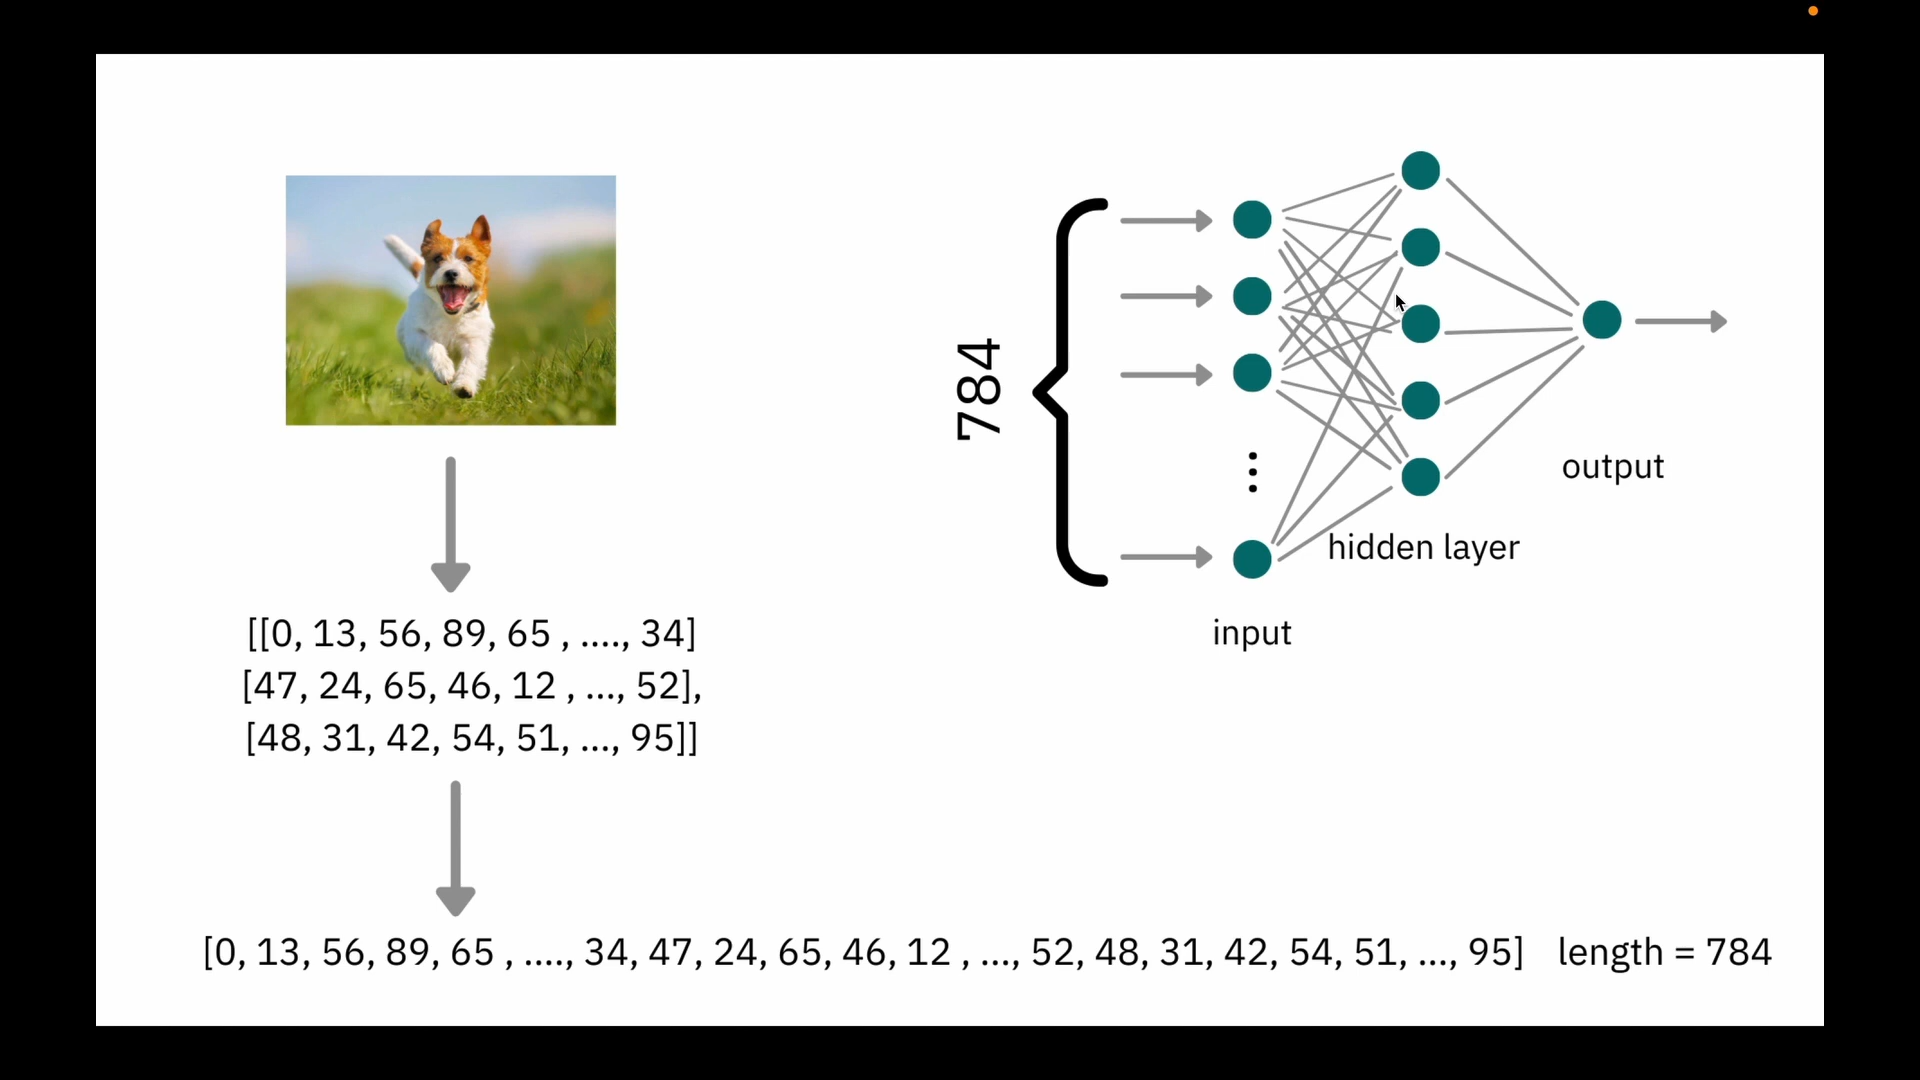 784
output
hidden layer
input
[[0, 13, 56, 89, 65 , ...., 34]
[47, 24, 65, 46, 12 , ..., 52],
[48, 31, 42, 54, 51, ..., 95]]
[0, 13, 56, 89, 65 , ...., 34, 47, 24, 65, 46, 12 , ..., 52, 48, 31, 42, 54, 51, ..., 95] length = 784